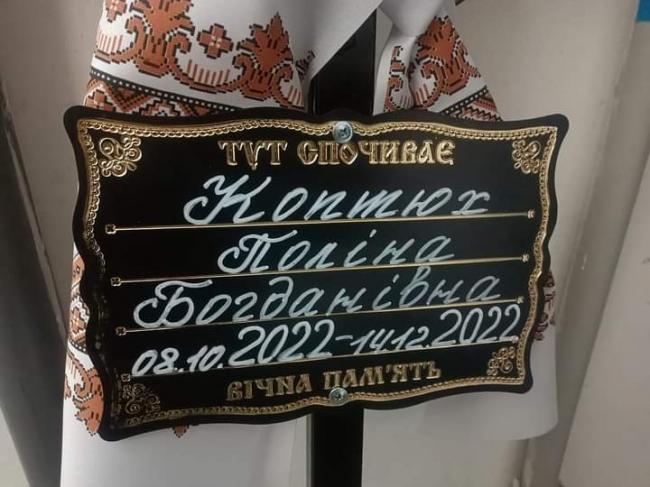 ТУТ СПОЧИВАЄ
Коптюх
Поліна
Богданівна
08.10.2022-14.12.2022
ВІЧНА ПАМ'ЯТЬ